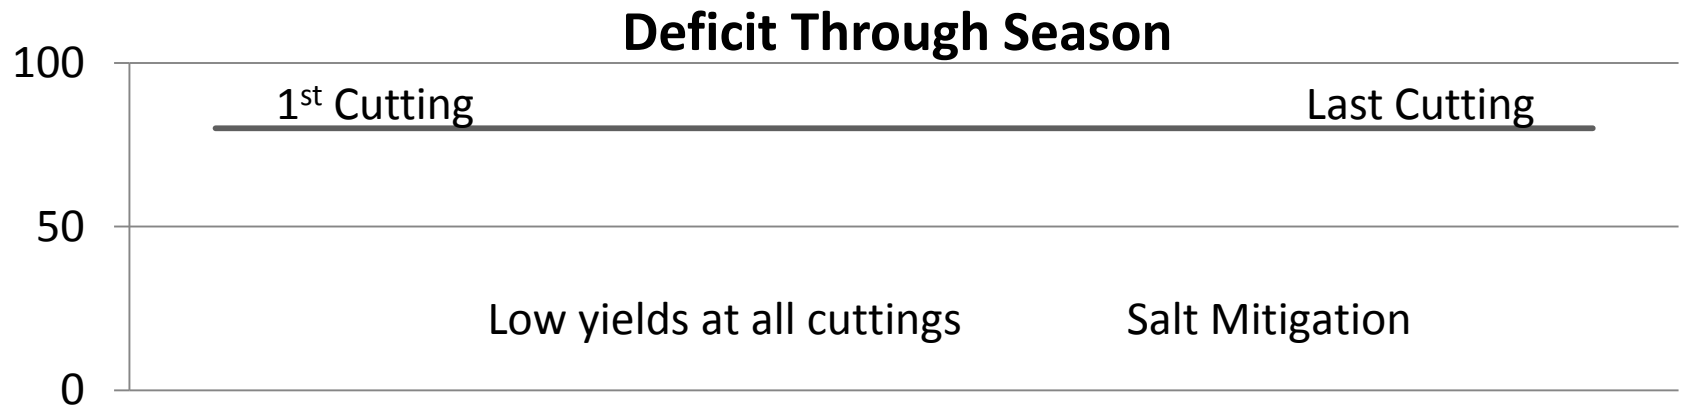 Deficit Through Season
100
1st Cutting
Last Cutting
50
Low yields at all cuttings
Salt Mitigation
0